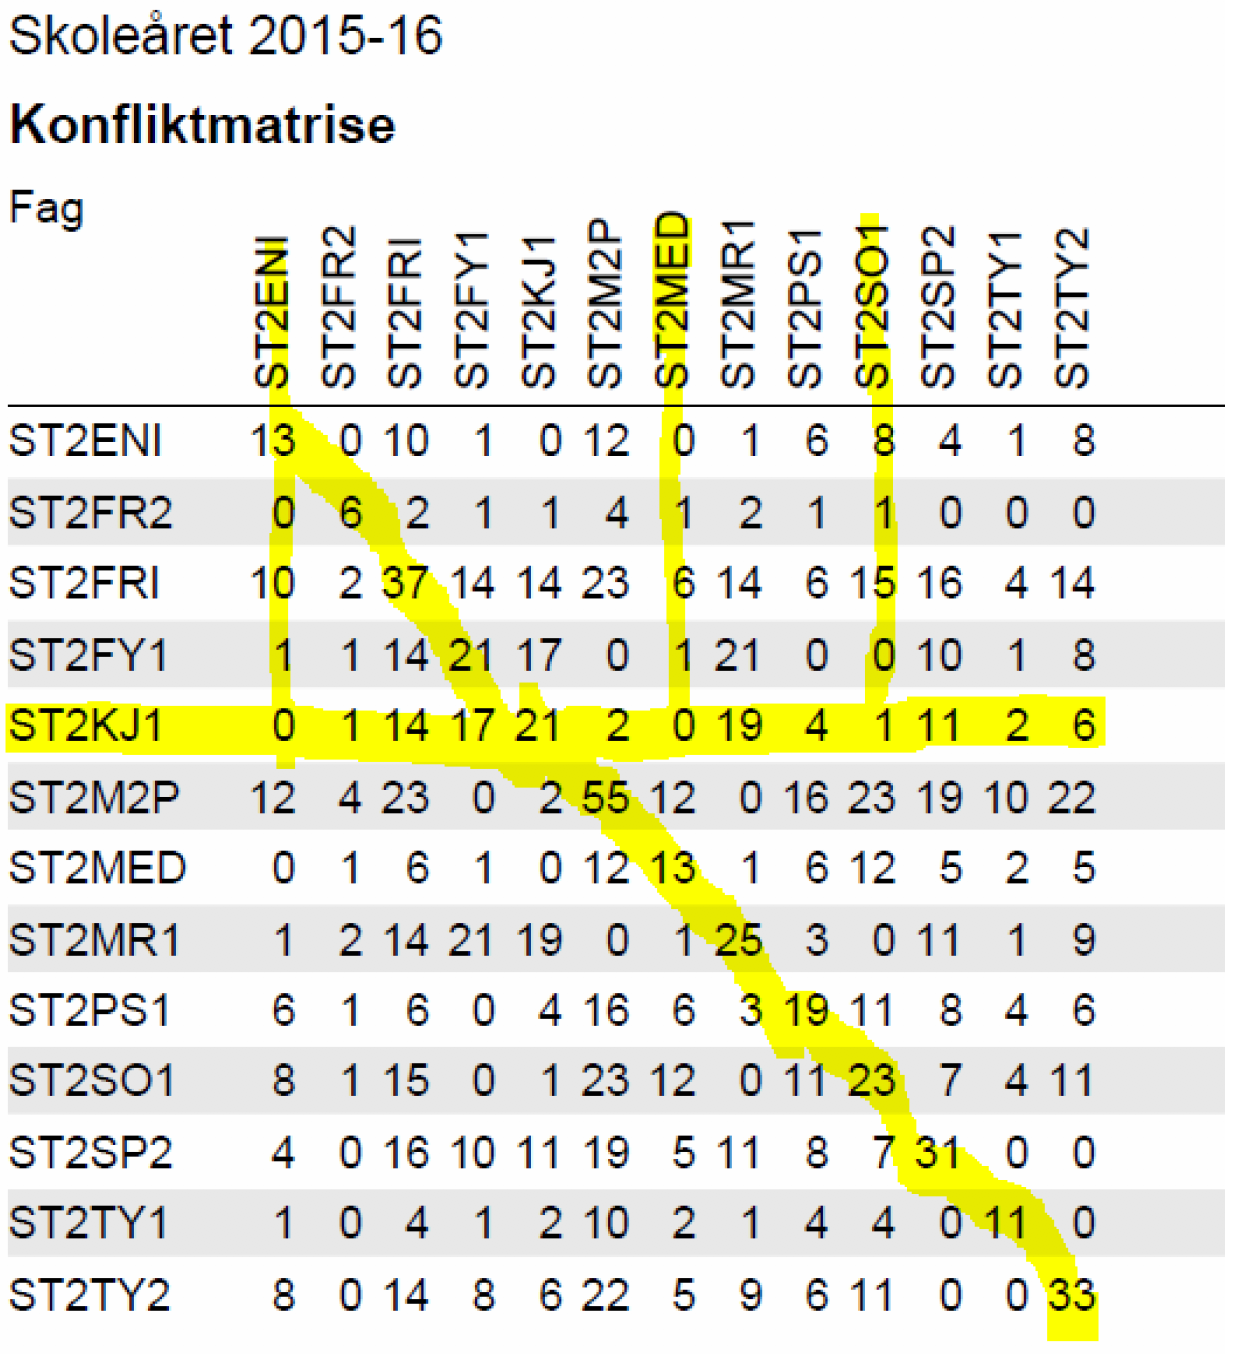 Skoleåret 2015-16
Konfliktmatrise
Fag
ST2ENI ST2FR2 ST2FRI ST2FY1 ST2KJ1 ST2M2P ST2MED ST2MR1 ST2PS1 ST2SO1 ST2SP2 ST2TY1 ST2TY2
ST2ENI 13 0 10 1 0 12 0 1 6 8 4 1 8
ST2FR2 0 6 2 1 1 4 1 2 1 1 0 0 0
ST2FRI 10 2 37 14 14 23 6 14 6 15 16 4 14
ST2FY1 1 1 14 21 17 0 1 21 0 0 10 1 8
ST2KJ1 0 1 14 17 21 2 0 19 4 1 11 2 6
ST2M2P 12 4 23 0 2 55 12 0 16 23 19 10 22
ST2MED 0 1 6 1 0 12 13 1 6 12 5 2 5
ST2MR1 1 2 14 21 19 0 1 25 3 0 11 1 9
ST2PS1 6 1 6 0 4 16 6 3 19 11 8 4 6
ST2SO1 8 1 15 0 1 23 12 0 11 23 7 4 11
ST2SP2 4 0 16 10 11 19 5 11 8 7 31 0 0
ST2TY1 1 0 4 1 2 10 2 1 4 4 0 11 0
ST2TY2 8 0 14 8 6 22 5 9 6 11 0 0 33